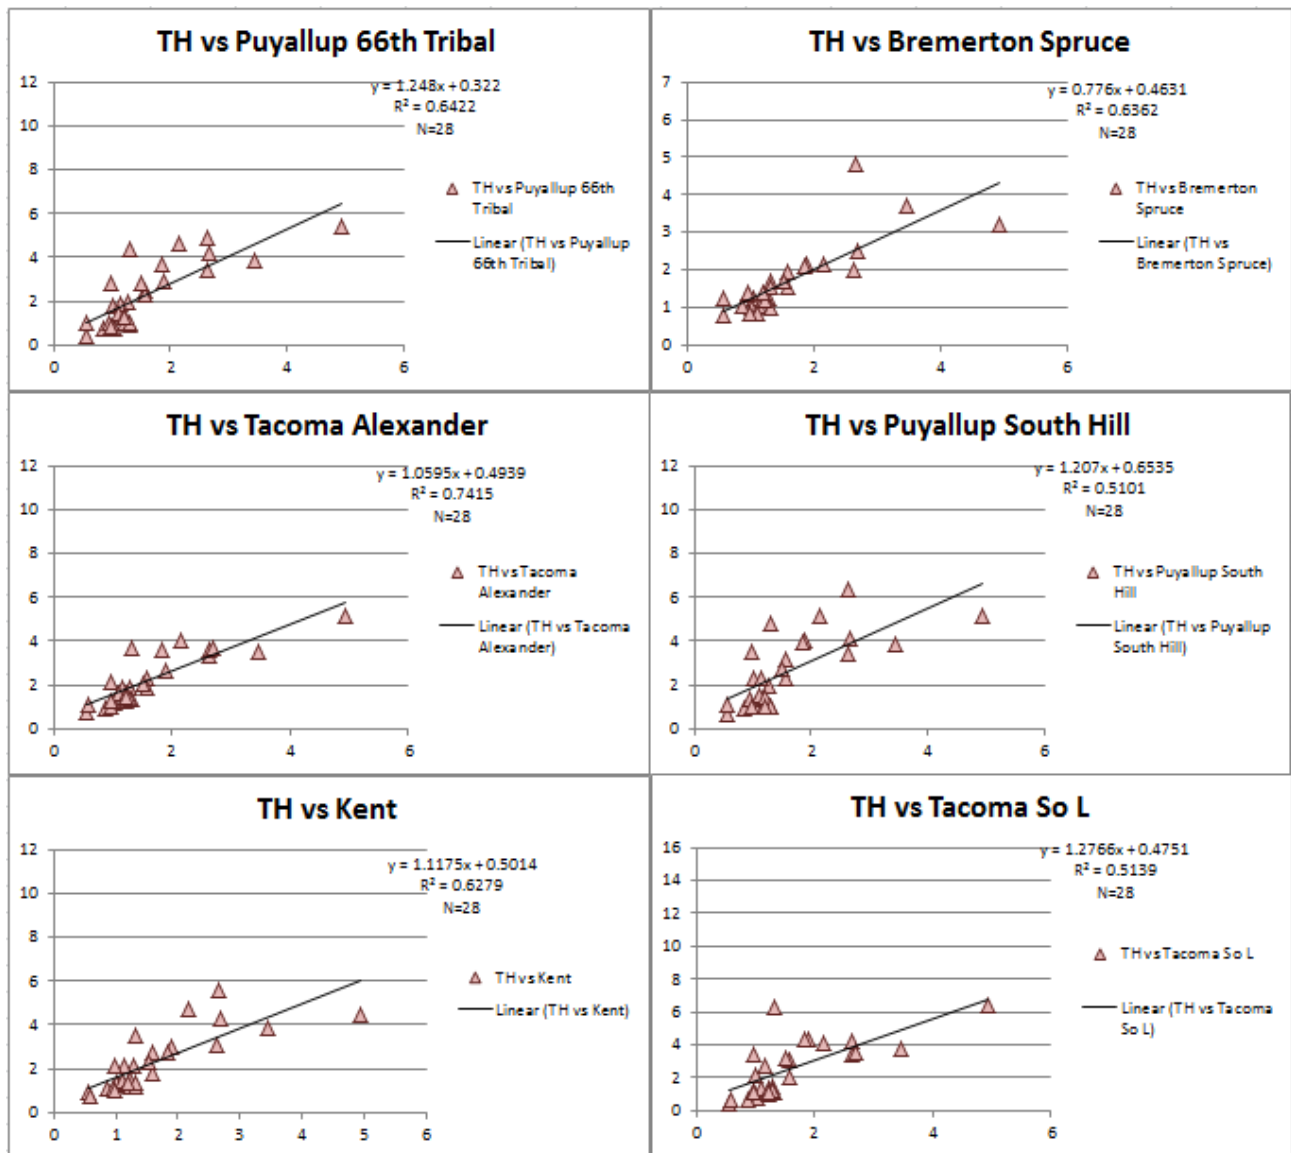 TH vs Puyallup 66th Tribal
y = 1.248x + 0.322
R² = 0.6422
N=28
12
10
8
6
4
2
0
0 2 4 6
TH vs Puyallup 66th
Tribal
Linear (TH vs Puyallup
66th Tribal)
TH vs Bremerton Spruce
y = 0.776x + 0.4631
R² = 0.6362
N=28
7
6
5
4
3
2
1
0
0 2 4 6
TH vs Bremerton
Spruce
Linear (TH vs
Bremerton Spruce)
TH vs Tacoma Alexander
y = 1.0595x + 0.4939
R² = 0.7415
N=28
12
10
8
6
4
2
0
0 2 4 6
TH vs Tacoma
Alexander
Linear (TH vs Tacoma
Alexander)
TH vs Puyallup South Hill
y = 1.207x + 0.6535
R² = 0.5101
N=28
12
10
8
6
4
2
0
0 2 4 6
TH vs Puyallup South
Hill
Linear (TH vs Puyallup
South Hill)
TH vs Kent
y = 1.1175x + 0.5014
R² = 0.6279
N=28
12
10
8
6
4
2
0
0 1 2 3 4 5 6
TH vs Kent
Linear (TH vs Kent)
TH vs Tacoma So L
y = 1.2766x + 0.4751
R² = 0.5139
N=28
16
14
12
10
8
6
4
2
0
0 2 4 6
TH vs Tacoma So L
Linear (TH vs Tacoma
So L)